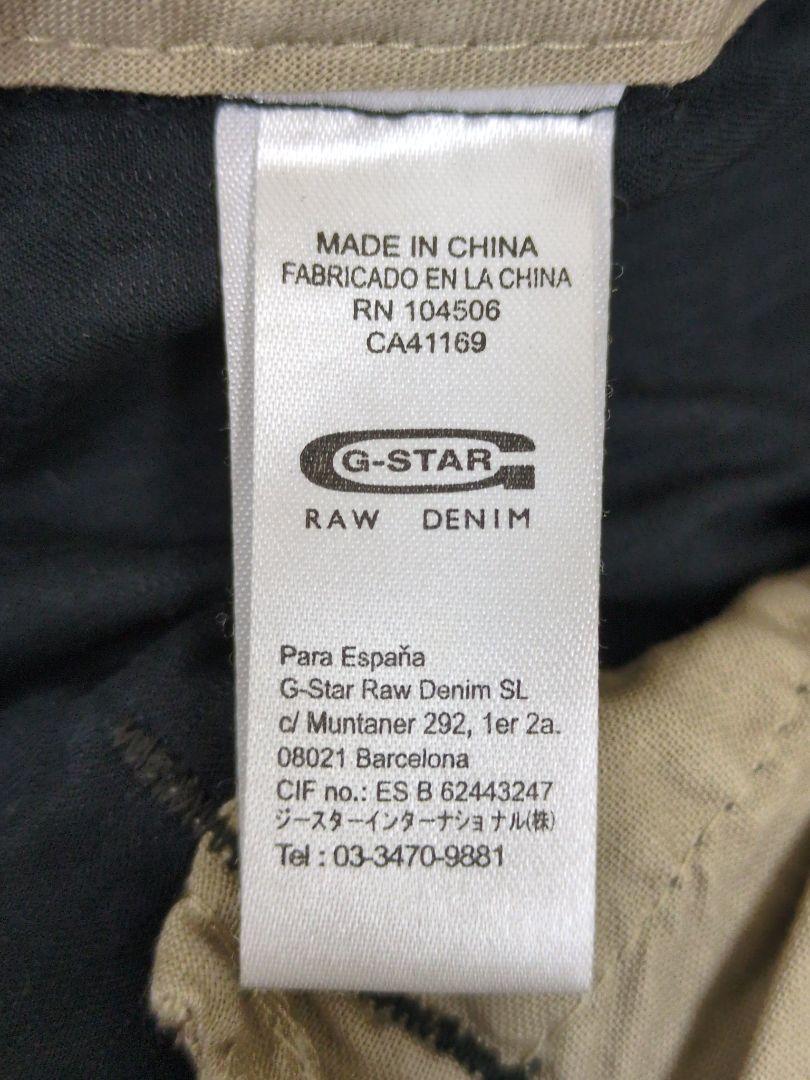 MADE IN CHINA
FABRICADO EN LA CHINA
RN 104506
CA41169
G-STAR
RAW DENIM
Para Espaňa
G-Star Raw Denim SL
c/ Muntaner 292, 1er 2a.
08021 Barcelona
CIF no.: ES B 62443247
ジースターインターナショナル(株)
Tel : 03-3470-9881